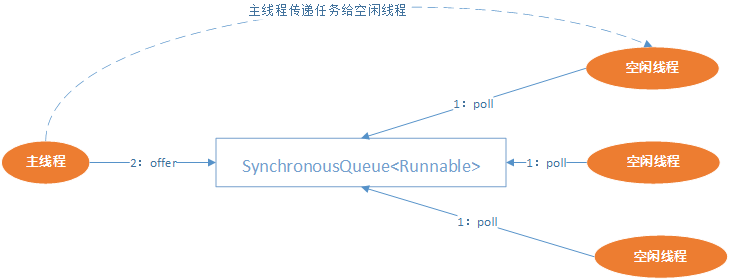 主线程传递任务给空闲线程
空闲线程
1：poll
主线程
2：offer
SynchronousQueue<Runnable>
1：poll
空闲线程
1：poll
空闲线程